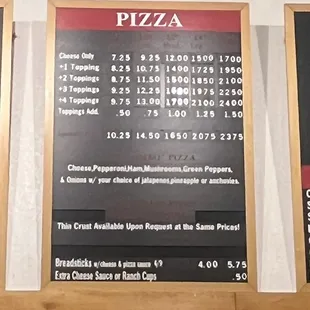 PIZZA
Cheese Only 7.25 9.25 12.00 1500 1700
+1 Topping 8.25 10.75 1400 1725 1950
+2 Toppings 8.75 11.50 1500 1850 2100
+3 Toppings 9.25 12.25 1600 1975 2250
+4 Toppings 9.75 13.00 1700 2100 2400
Toppings Add. .50 .75 1.00 1.25 1.50
10.25 14.50 1650 2075 2375
PIZZA
Cheese,Pepperoni,Ham,Mushrooms,Green Peppers,
& Onions w/ your choice of jalapenos,pineapple or anchovies.
Thin Crust Available Upon Request at the Same Prices!
Breadsticks w/cheese & pizza sauce 4.00 5.75
Extra Cheese Sauce or Ranch Cups .50